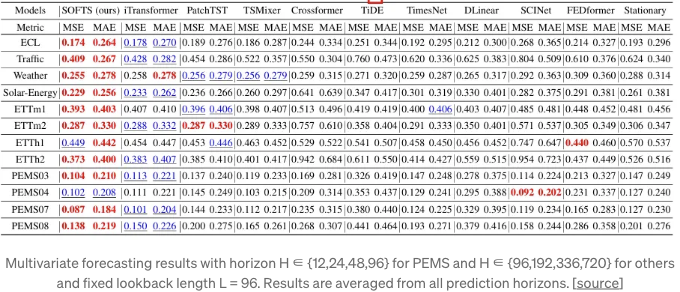 Models SOFTS (ours) iTransformer PatchTST TSMixer Crossformer TiDE TimesNet DLinear SCINet FEDformer Stationary
Metric MSE MAE MSE MAE MSE MAE MSE MAE MSE MAE MSE MAE MSE MAE MSE MAE MSE MAE MSE MAE MSE MAE
ECL 0.174 0.264 0.178 0.270 0.189 0.276 0.186 0.287 0.244 0.334 0.251 0.344 0.192 0.295 0.212 0.300 0.268 0.365 0.214 0.327 0.193 0.296
Traffic 0.409 0.267 0.428 0.282 0.454 0.286 0.522 0.357 0.550 0.304 0.760 0.473 0.620 0.336 0.625 0.383 0.804 0.509 0.610 0.376 0.624 0.340
Weather 0.255 0.278 0.258 0.278 0.256 0.279 0.256 0.279 0.259 0.315 0.271 0.320 0.259 0.287 0.265 0.317 0.292 0.363 0.309 0.360 0.288 0.314
Solar-Energy 0.229 0.256 0.233 0.262 0.236 0.266 0.260 0.297 0.641 0.639 0.347 0.417 0.301 0.319 0.330 0.401 0.282 0.375 0.291 0.381 0.261 0.381
ETTm1 0.393 0.403 0.407 0.410 0.396 0.406 0.398 0.407 0.513 0.496 0.419 0.419 0.400 0.406 0.403 0.407 0.485 0.481 0.448 0.452 0.481 0.456
ETTm2 0.287 0.330 0.288 0.332 0.287 0.330 0.289 0.333 0.757 0.610 0.358 0.404 0.291 0.333 0.350 0.401 0.571 0.537 0.305 0.349 0.306 0.347
ETTh1 0.449 0.442 0.454 0.447 0.453 0.446 0.463 0.452 0.529 0.522 0.541 0.507 0.458 0.450 0.456 0.452 0.747 0.647 0.440 0.460 0.570 0.537
ETTh2 0.373 0.400 0.383 0.407 0.385 0.410 0.401 0.417 0.942 0.684 0.611 0.550 0.414 0.427 0.559 0.515 0.954 0.723 0.437 0.449 0.526 0.516
PEMS03 0.104 0.210 0.113 0.221 0.137 0.240 0.119 0.233 0.169 0.281 0.326 0.419 0.147 0.248 0.278 0.375 0.114 0.224 0.213 0.327 0.147 0.249
PEMS04 0.102 0.208 0.111 0.221 0.145 0.249 0.103 0.215 0.209 0.314 0.353 0.437 0.129 0.241 0.295 0.388 0.092 0.202 0.231 0.337 0.127 0.240
PEMS07 0.087 0.184 0.101 0.204 0.144 0.233 0.112 0.217 0.235 0.315 0.380 0.440 0.124 0.225 0.329 0.395 0.119 0.234 0.165 0.283 0.127 0.230
PEMS08 0.138 0.219 0.150 0.226 0.200 0.275 0.165 0.261 0.268 0.307 0.441 0.464 0.193 0.271 0.379 0.416 0.158 0.244 0.286 0.358 0.201 0.276
Multivariate forecasting results with horizon H ∈ {12,24,48,96} for PEMS and H ∈ {96,192,336,720} for others
and fixed lookback length L = 96. Results are averaged from all prediction horizons. [source]